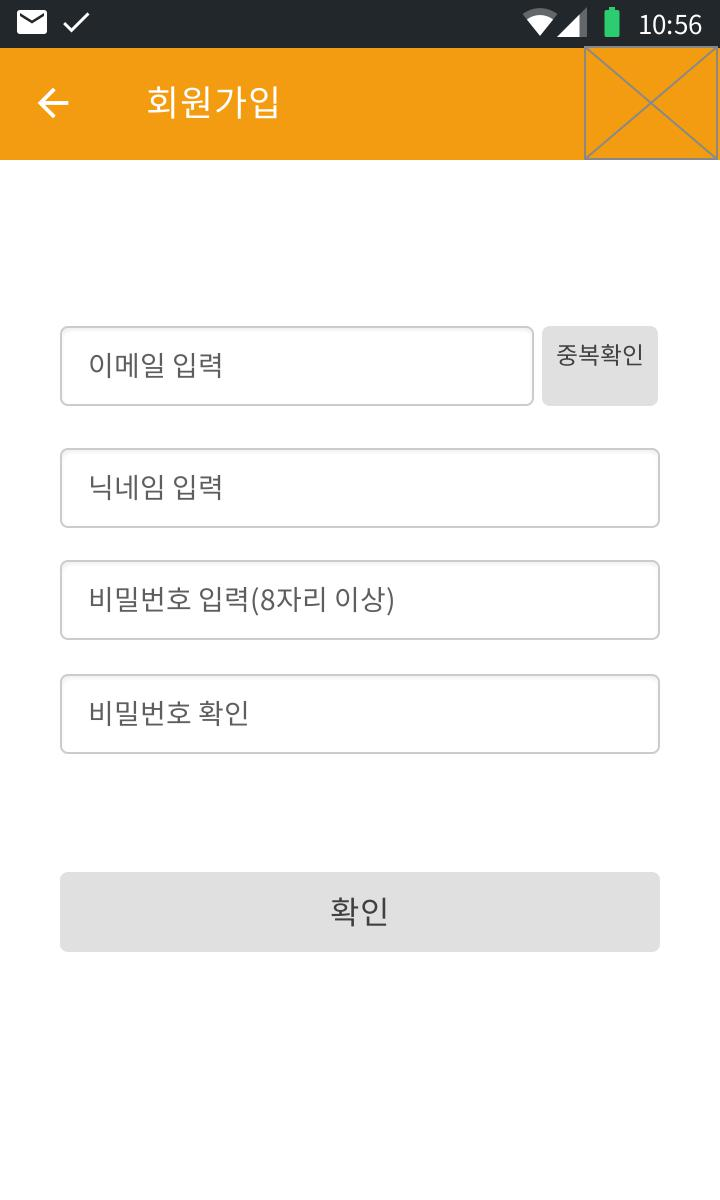 10:56
회원가입
이메일 입력
중복확인
닉네임 입력
비밀번호 입력(8자리 이상)
비밀번호 확인
확인